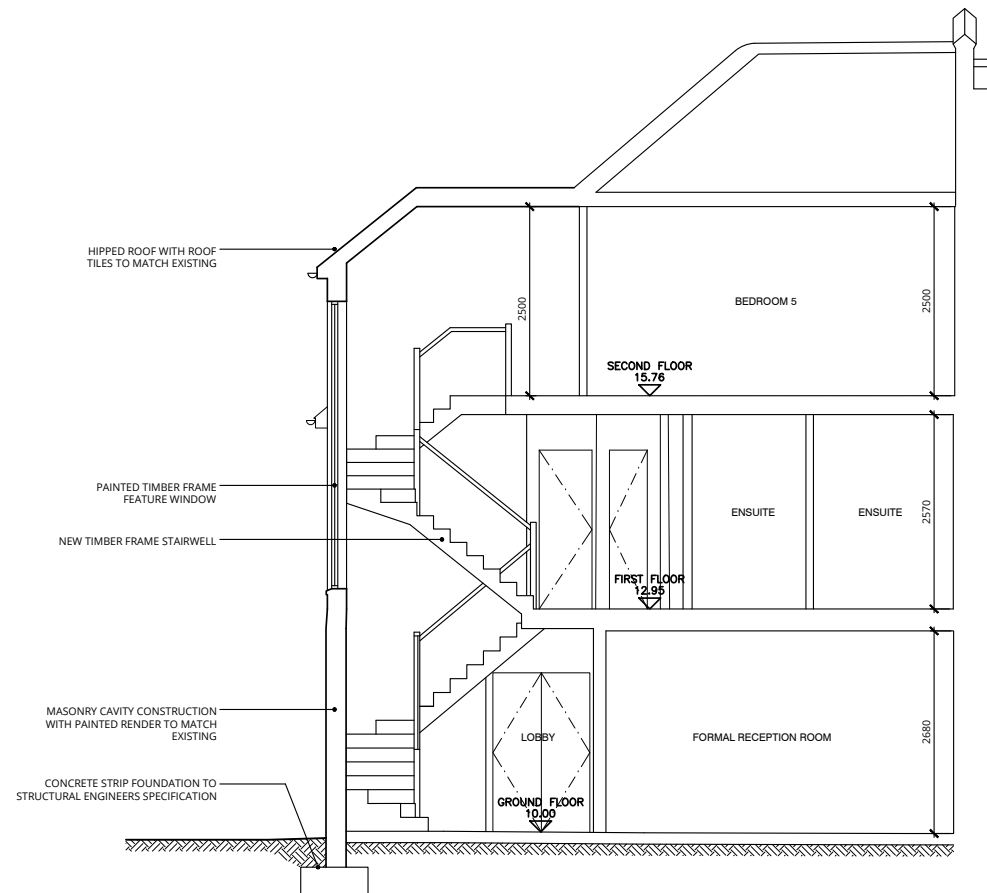 HIPPED ROOF WITH ROOF
TILES TO MATCH EXISTING
2500
BEDROOM 5
2500
SECOND FLOOR
15.76
PAINTED TIMBER FRAME
FEATURE WINDOW
ENSUITE
ENSUITE
2570
NEW TIMBER FRAME STAIRWELL
FIRST FLOOR
12.95
MASONRY CAVITY CONSTRUCTION
WITH PAINTED RENDER TO MATCH
EXISTING
LOBBY
FORMAL RECEPTION ROOM
2680
CONCRETE STRIP FOUNDATION TO
STRUCTURAL ENGINEERS SPECIFICATION
GROUND FLOOR
10.00